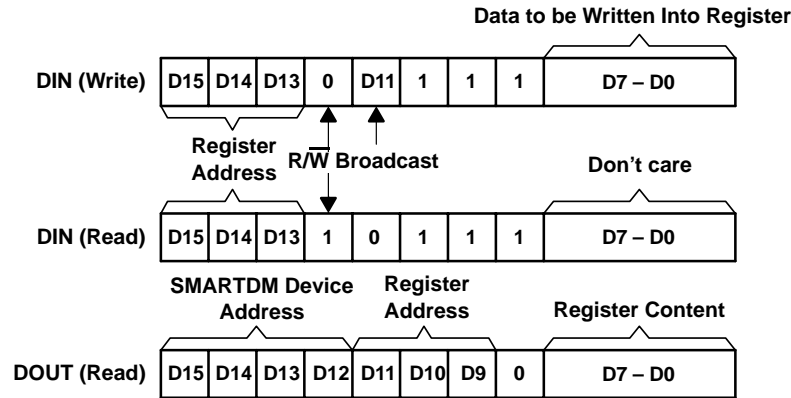 Data to be Written Into Register
DIN (Write) D15 D14 D13 0 D11 1 1 1 D7 – D0
Register Address R/W̅ Broadcast Don't care
DIN (Read) D15 D14 D13 1 0 1 1 1 D7 – D0
SMARTDM Device Address Register Address Register Content
DOUT (Read) D15 D14 D13 D12 D11 D10 D9 0 D7 – D0